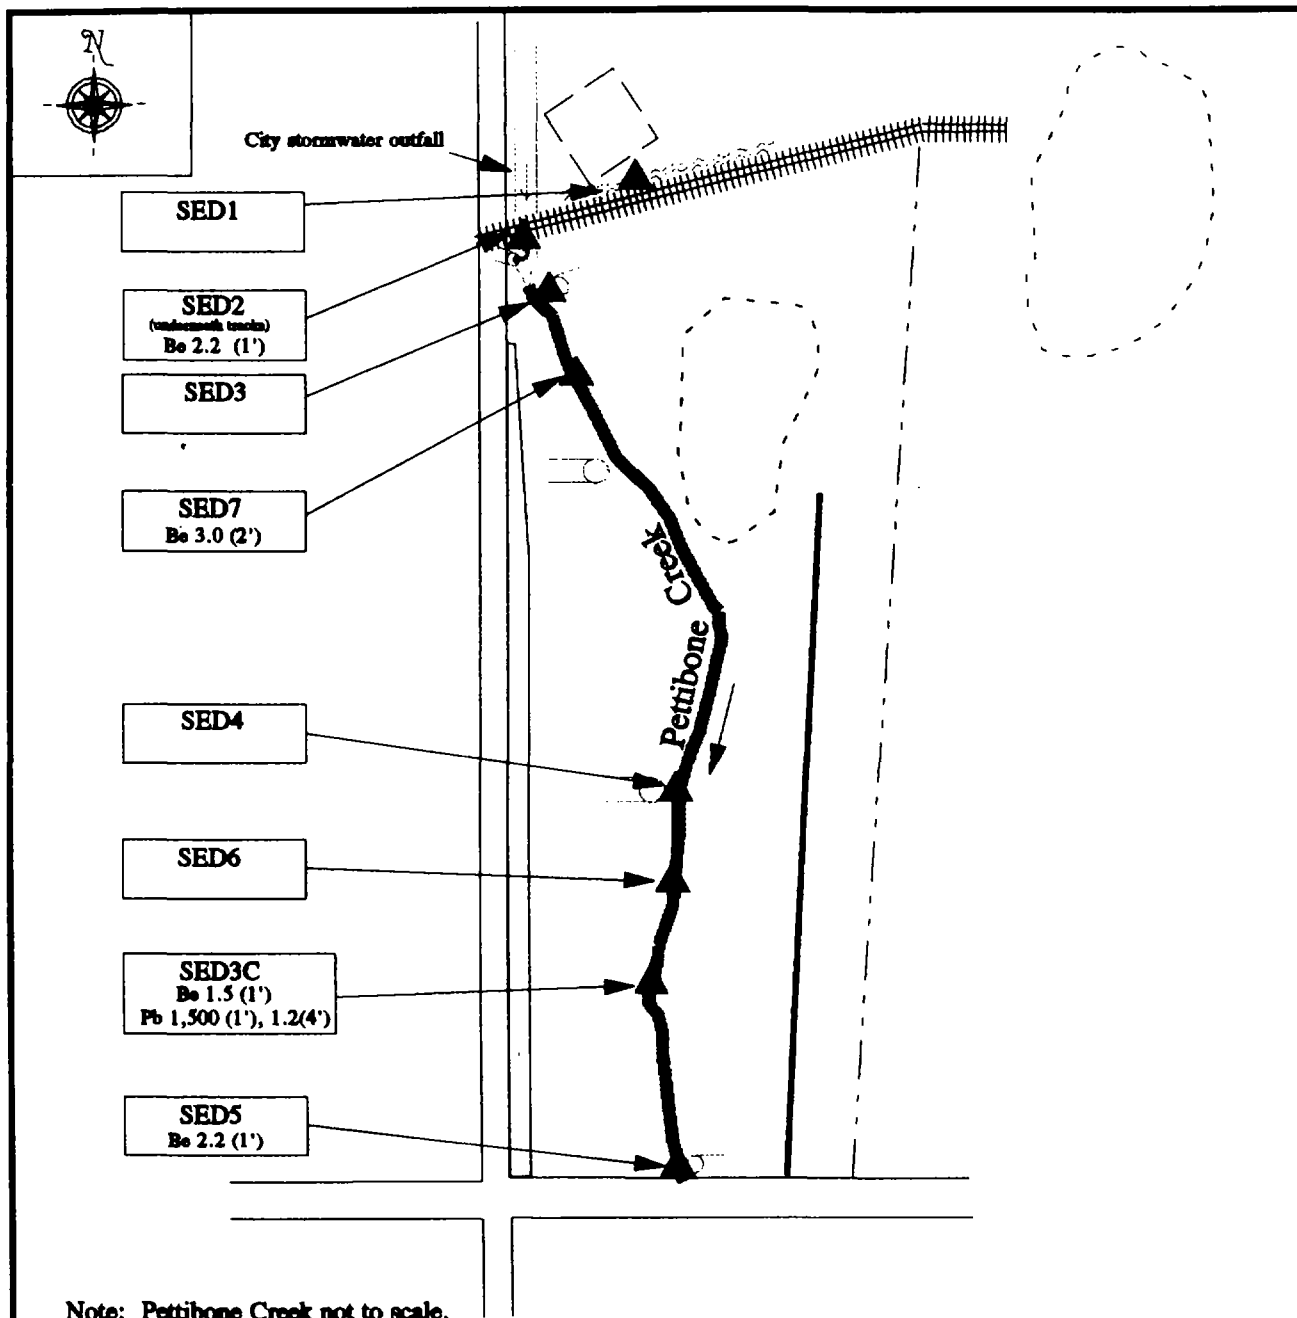 N
City stormwater outfall
SED1
SED2
(underneath tracks)
Be 2.2 (1')
SED3
SED7
Be 3.0 (2')
Pettibone Creek
SED4
SED6
SED3C
Be 1.5 (1')
Pb 1,500 (1'), 1.2(4')
SED5
Be 2.2 (1')
Note: Pettibone Creek not to scale.